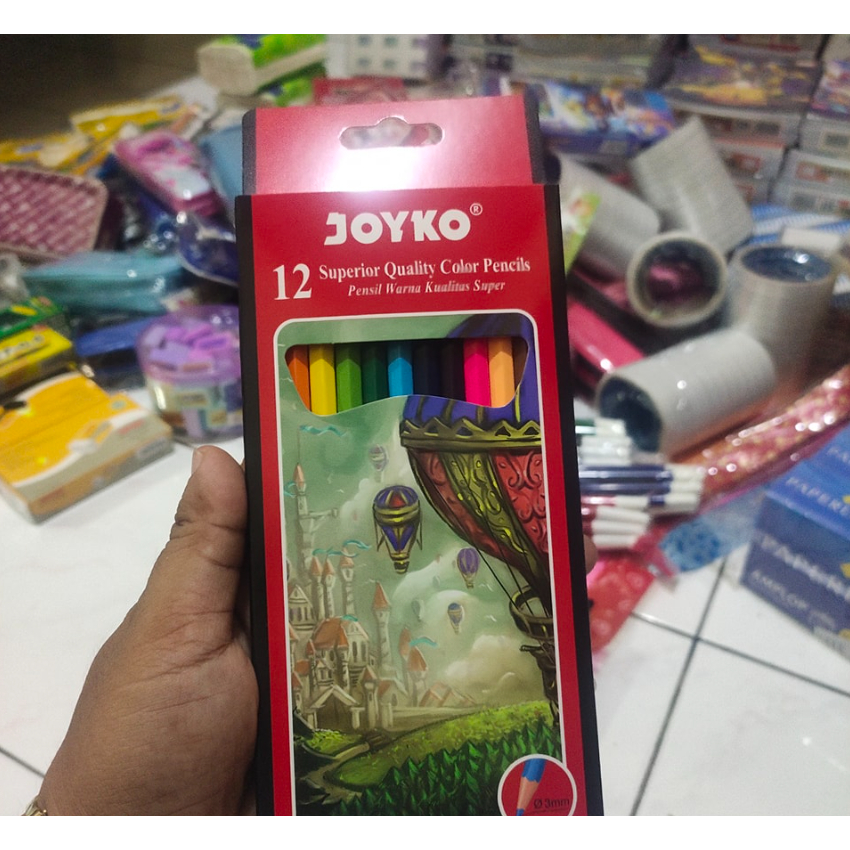 JOYKO®
12 Superior Quality Color Pencils
Pensil Warna Kualitas Super
Ø 3mm